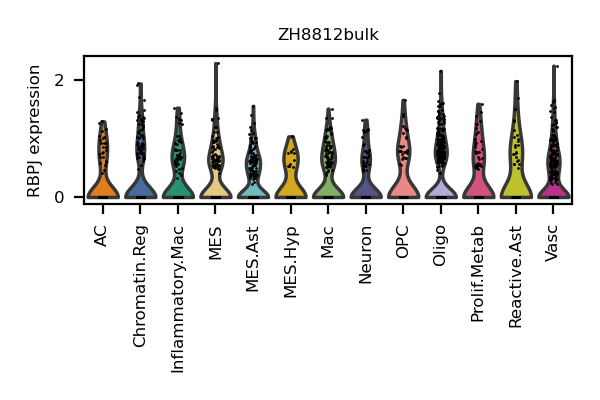 ZH8812bulk
RBPJ expression
2
0
AC
Chromatin.Reg
Inflammatory.Mac
MES
MES.Ast
MES.Hyp
Mac
Neuron
OPC
Oligo
Prolif.Metab
Reactive.Ast
Vasc